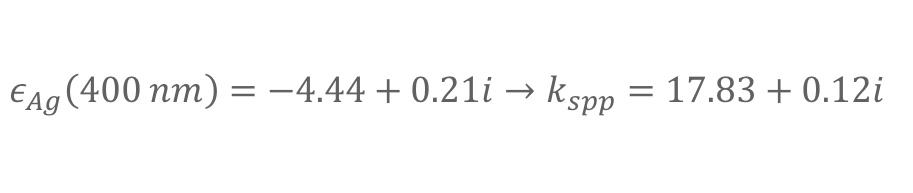 ϵ_Ag(400 nm) = −4.44 + 0.21i → k_spp = 17.83 + 0.12i